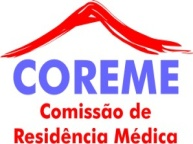 COREME
Comissão de
Residência Médica